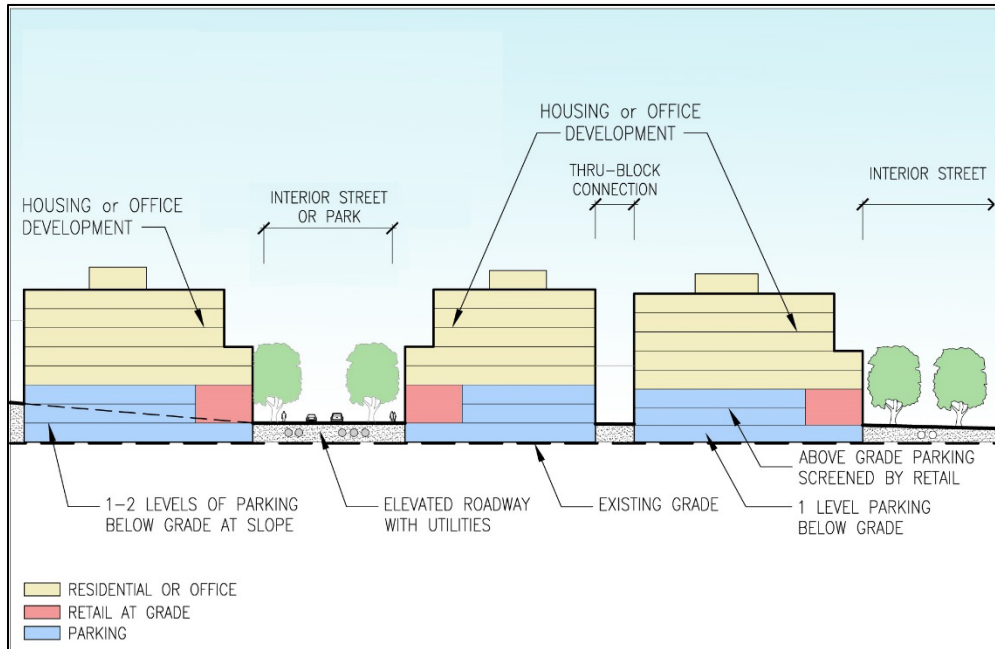 HOUSING or OFFICE
DEVELOPMENT
THRU-BLOCK
CONNECTION
INTERIOR STREET
INTERIOR STREET
OR PARK
HOUSING or OFFICE
DEVELOPMENT
1-2 LEVELS OF PARKING
BELOW GRADE AT SLOPE
ELEVATED ROADWAY
WITH UTILITIES
EXISTING GRADE
ABOVE GRADE PARKING
SCREENED BY RETAIL
1 LEVEL PARKING
BELOW GRADE
RESIDENTIAL OR OFFICE
RETAIL AT GRADE
PARKING